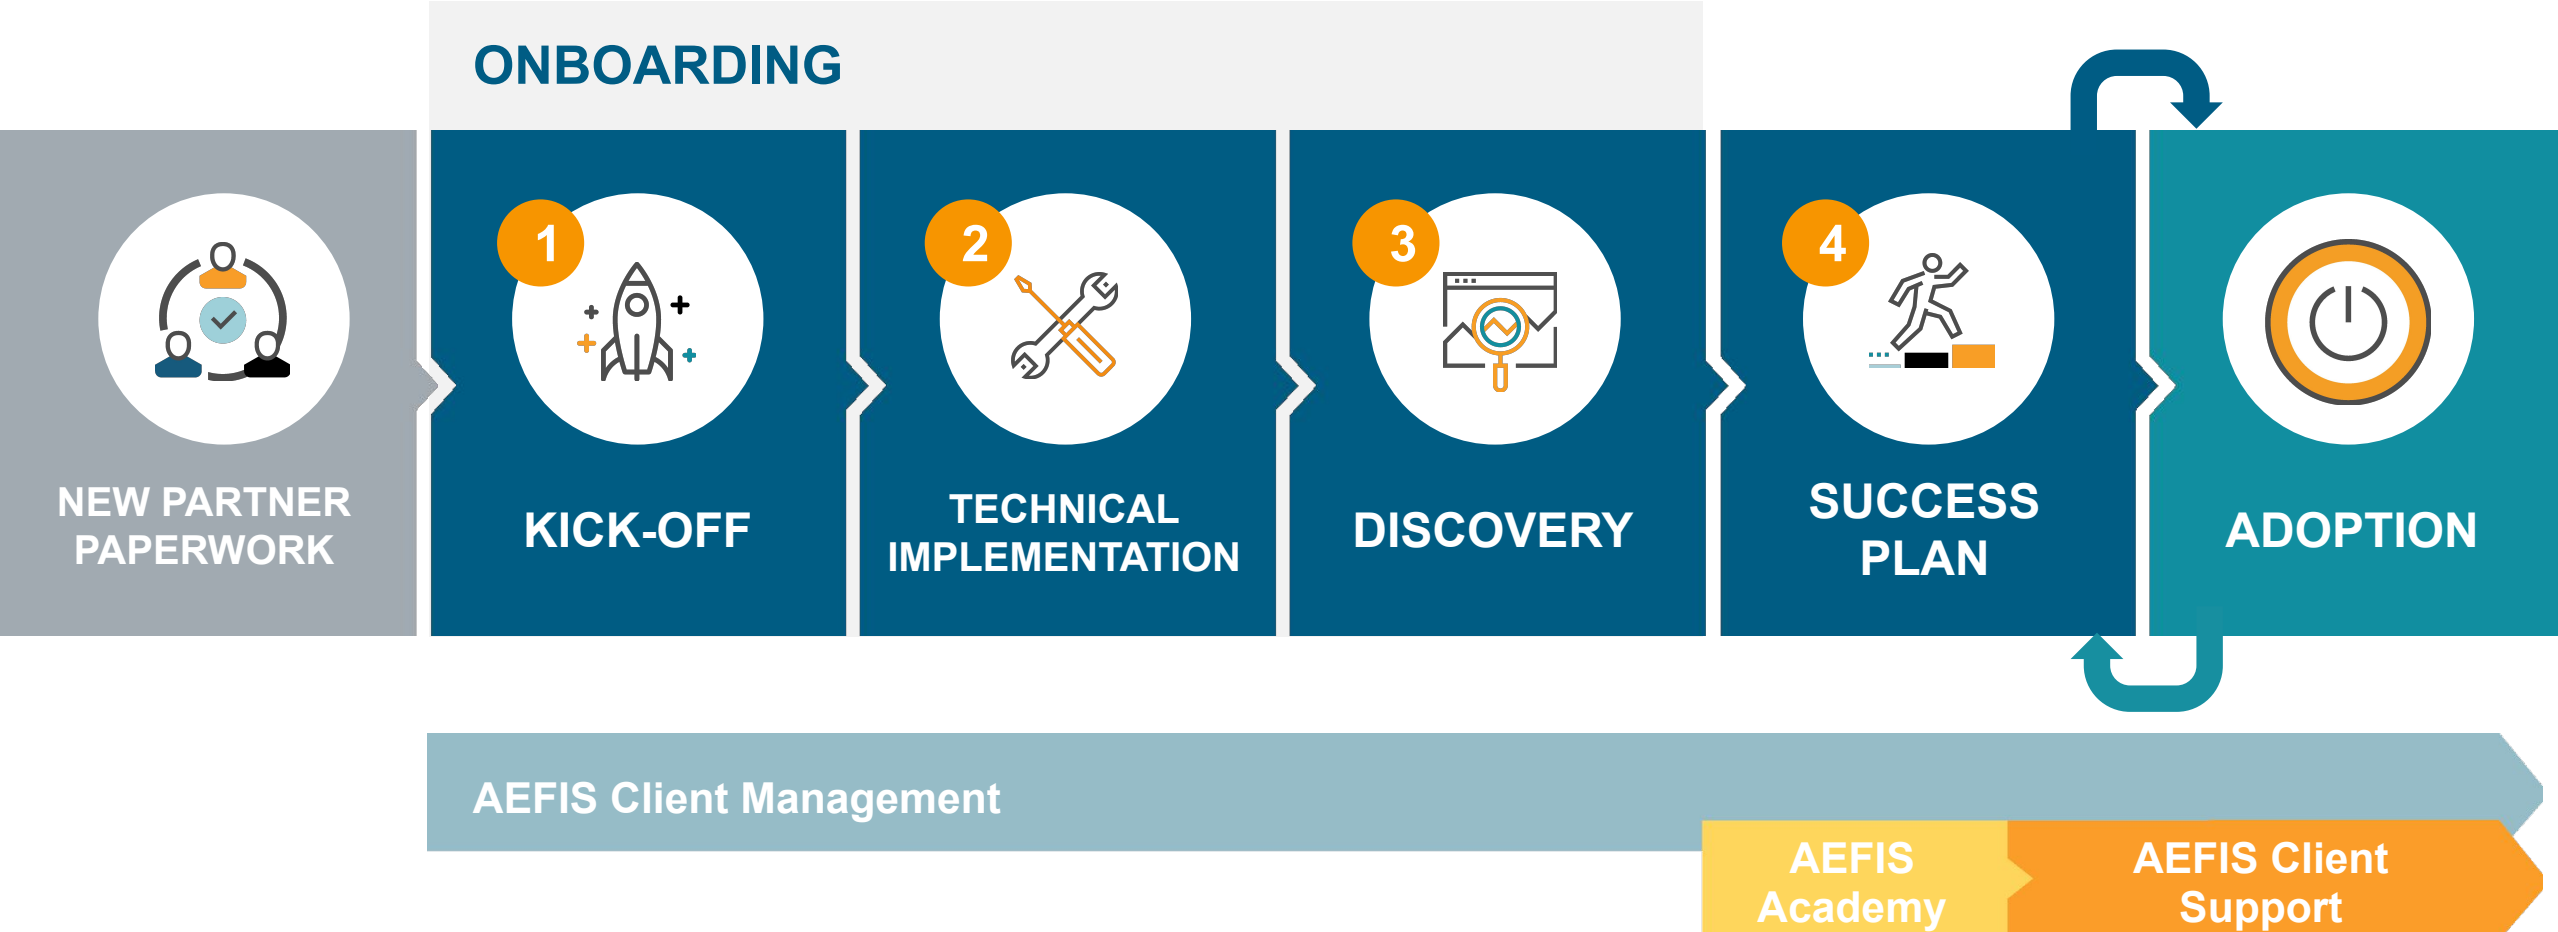 ONBOARDING
NEW PARTNER
PAPERWORK
1
KICK-OFF
2
TECHNICAL
IMPLEMENTATION
3
DISCOVERY
4
SUCCESS
PLAN
ADOPTION
AEFIS Client Management
AEFIS
Academy
AEFIS Client
Support